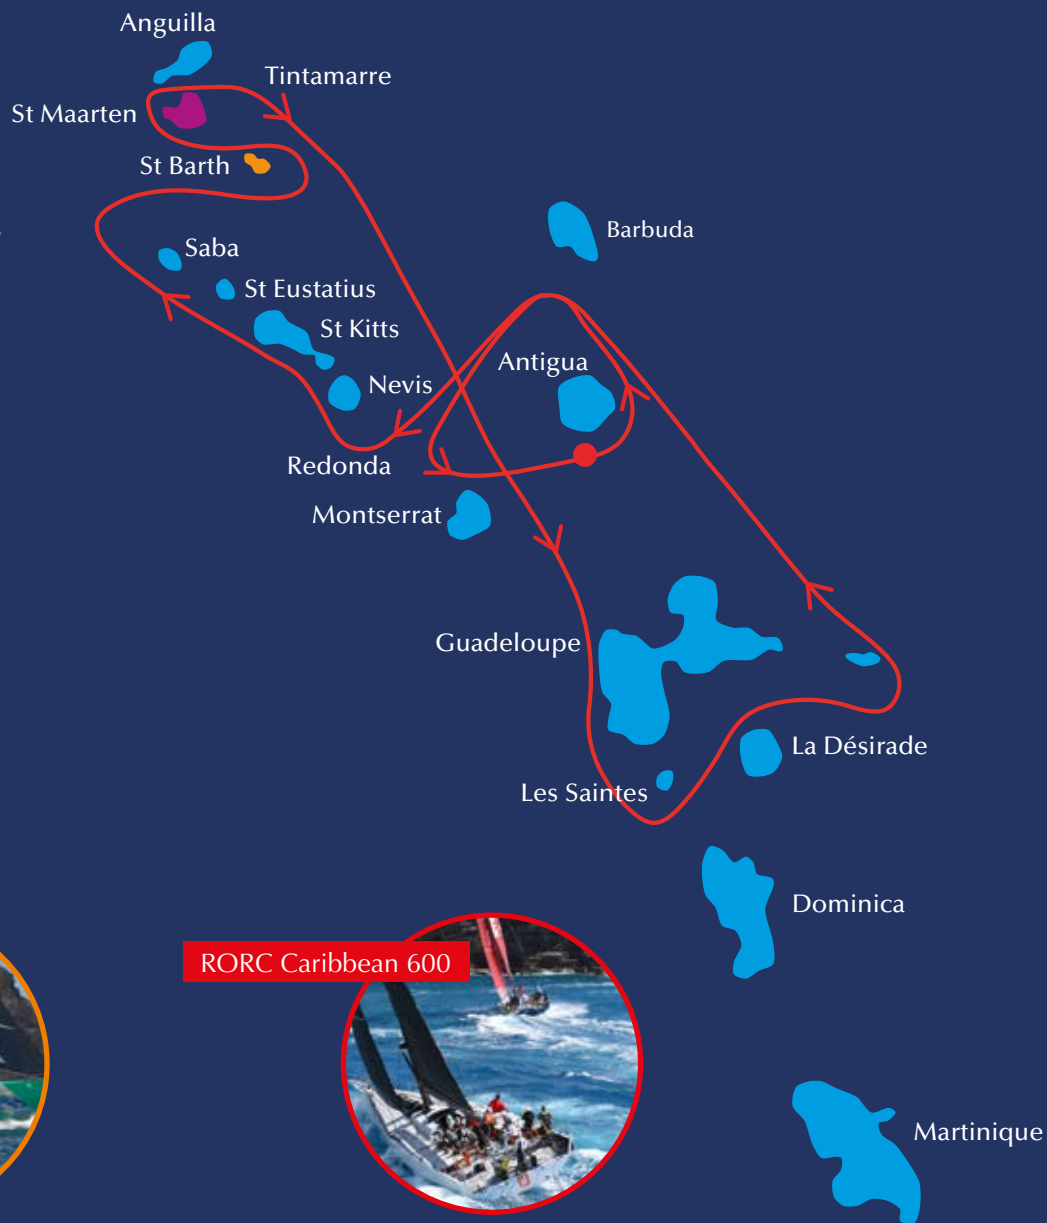 Anguilla
Tintamarre
St Maarten
St Barth
Barbuda
Saba
St Eustatius
St Kitts
Antigua
Nevis
Redonda
Montserrat
Guadeloupe
La Désirade
Les Saintes
Dominica
RORC Caribbean 600
Martinique